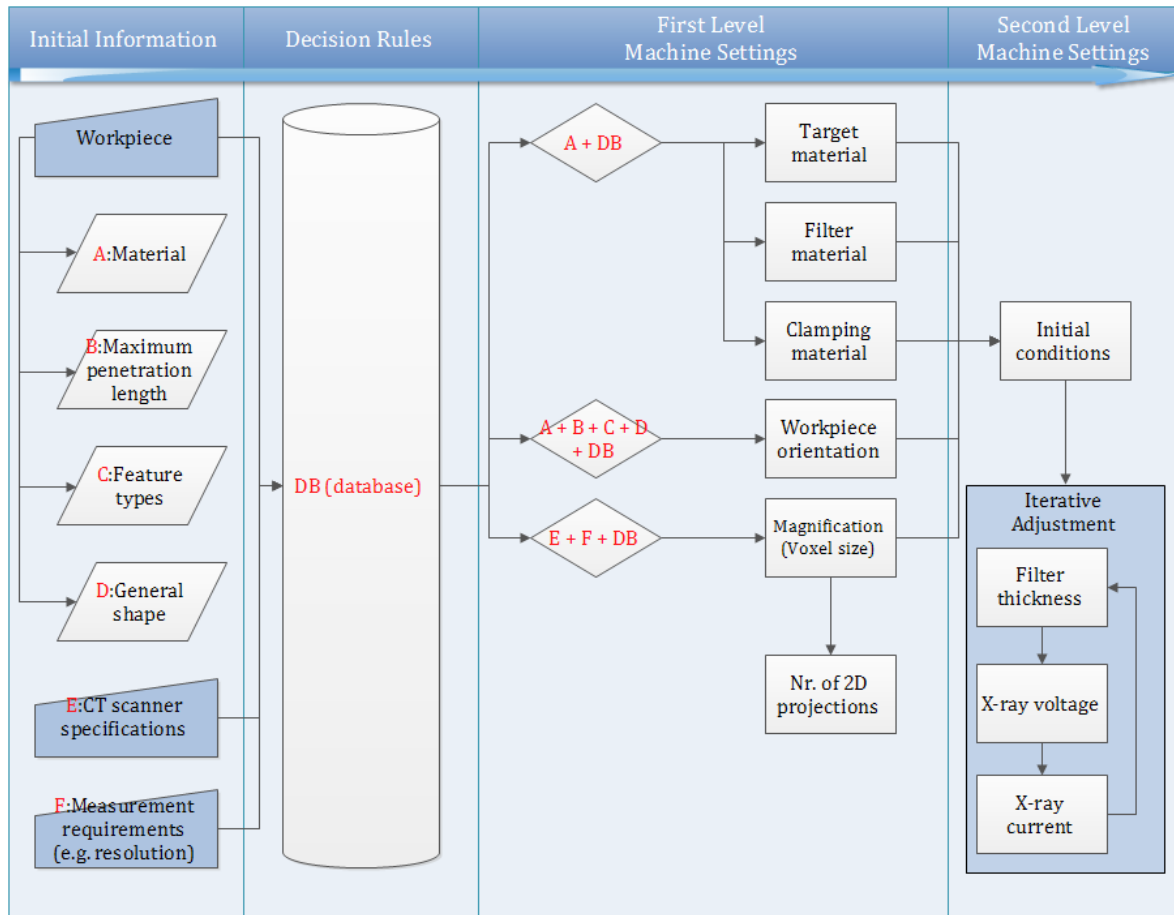 Initial Information
Decision Rules
First Level
Machine Settings
Second Level
Machine Settings
Workpiece
A:Material
B:Maximum
penetration
length
C:Feature
types
D:General
shape
E:CT scanner
specifications
F:Measurement
requirements
(e.g. resolution)
DB (database)
A + DB
A + B + C + D
+ DB
E + F + DB
Target
material
Filter
material
Clamping
material
Workpiece
orientation
Magnification
(Voxel size)
Nr. of 2D
projections
Initial
conditions
Iterative
Adjustment
Filter
thickness
X-ray voltage
X-ray
current